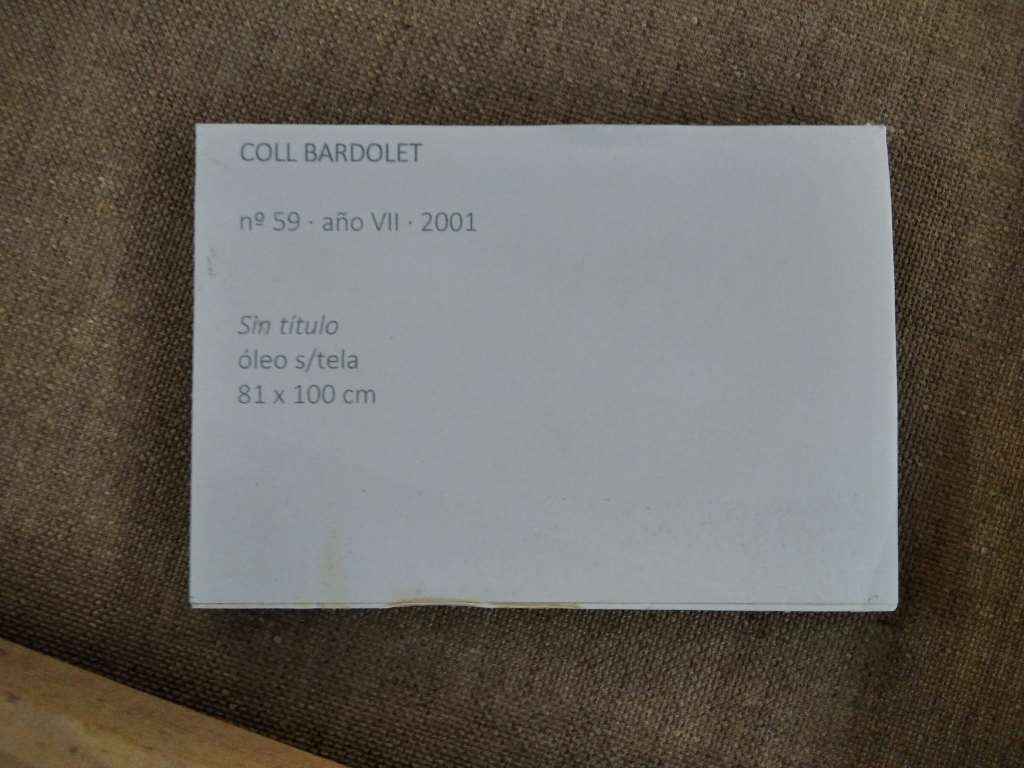 COLL BARDOLET
nº 59 · año VII · 2001
Sin título
óleo s/tela
81 x 100 cm